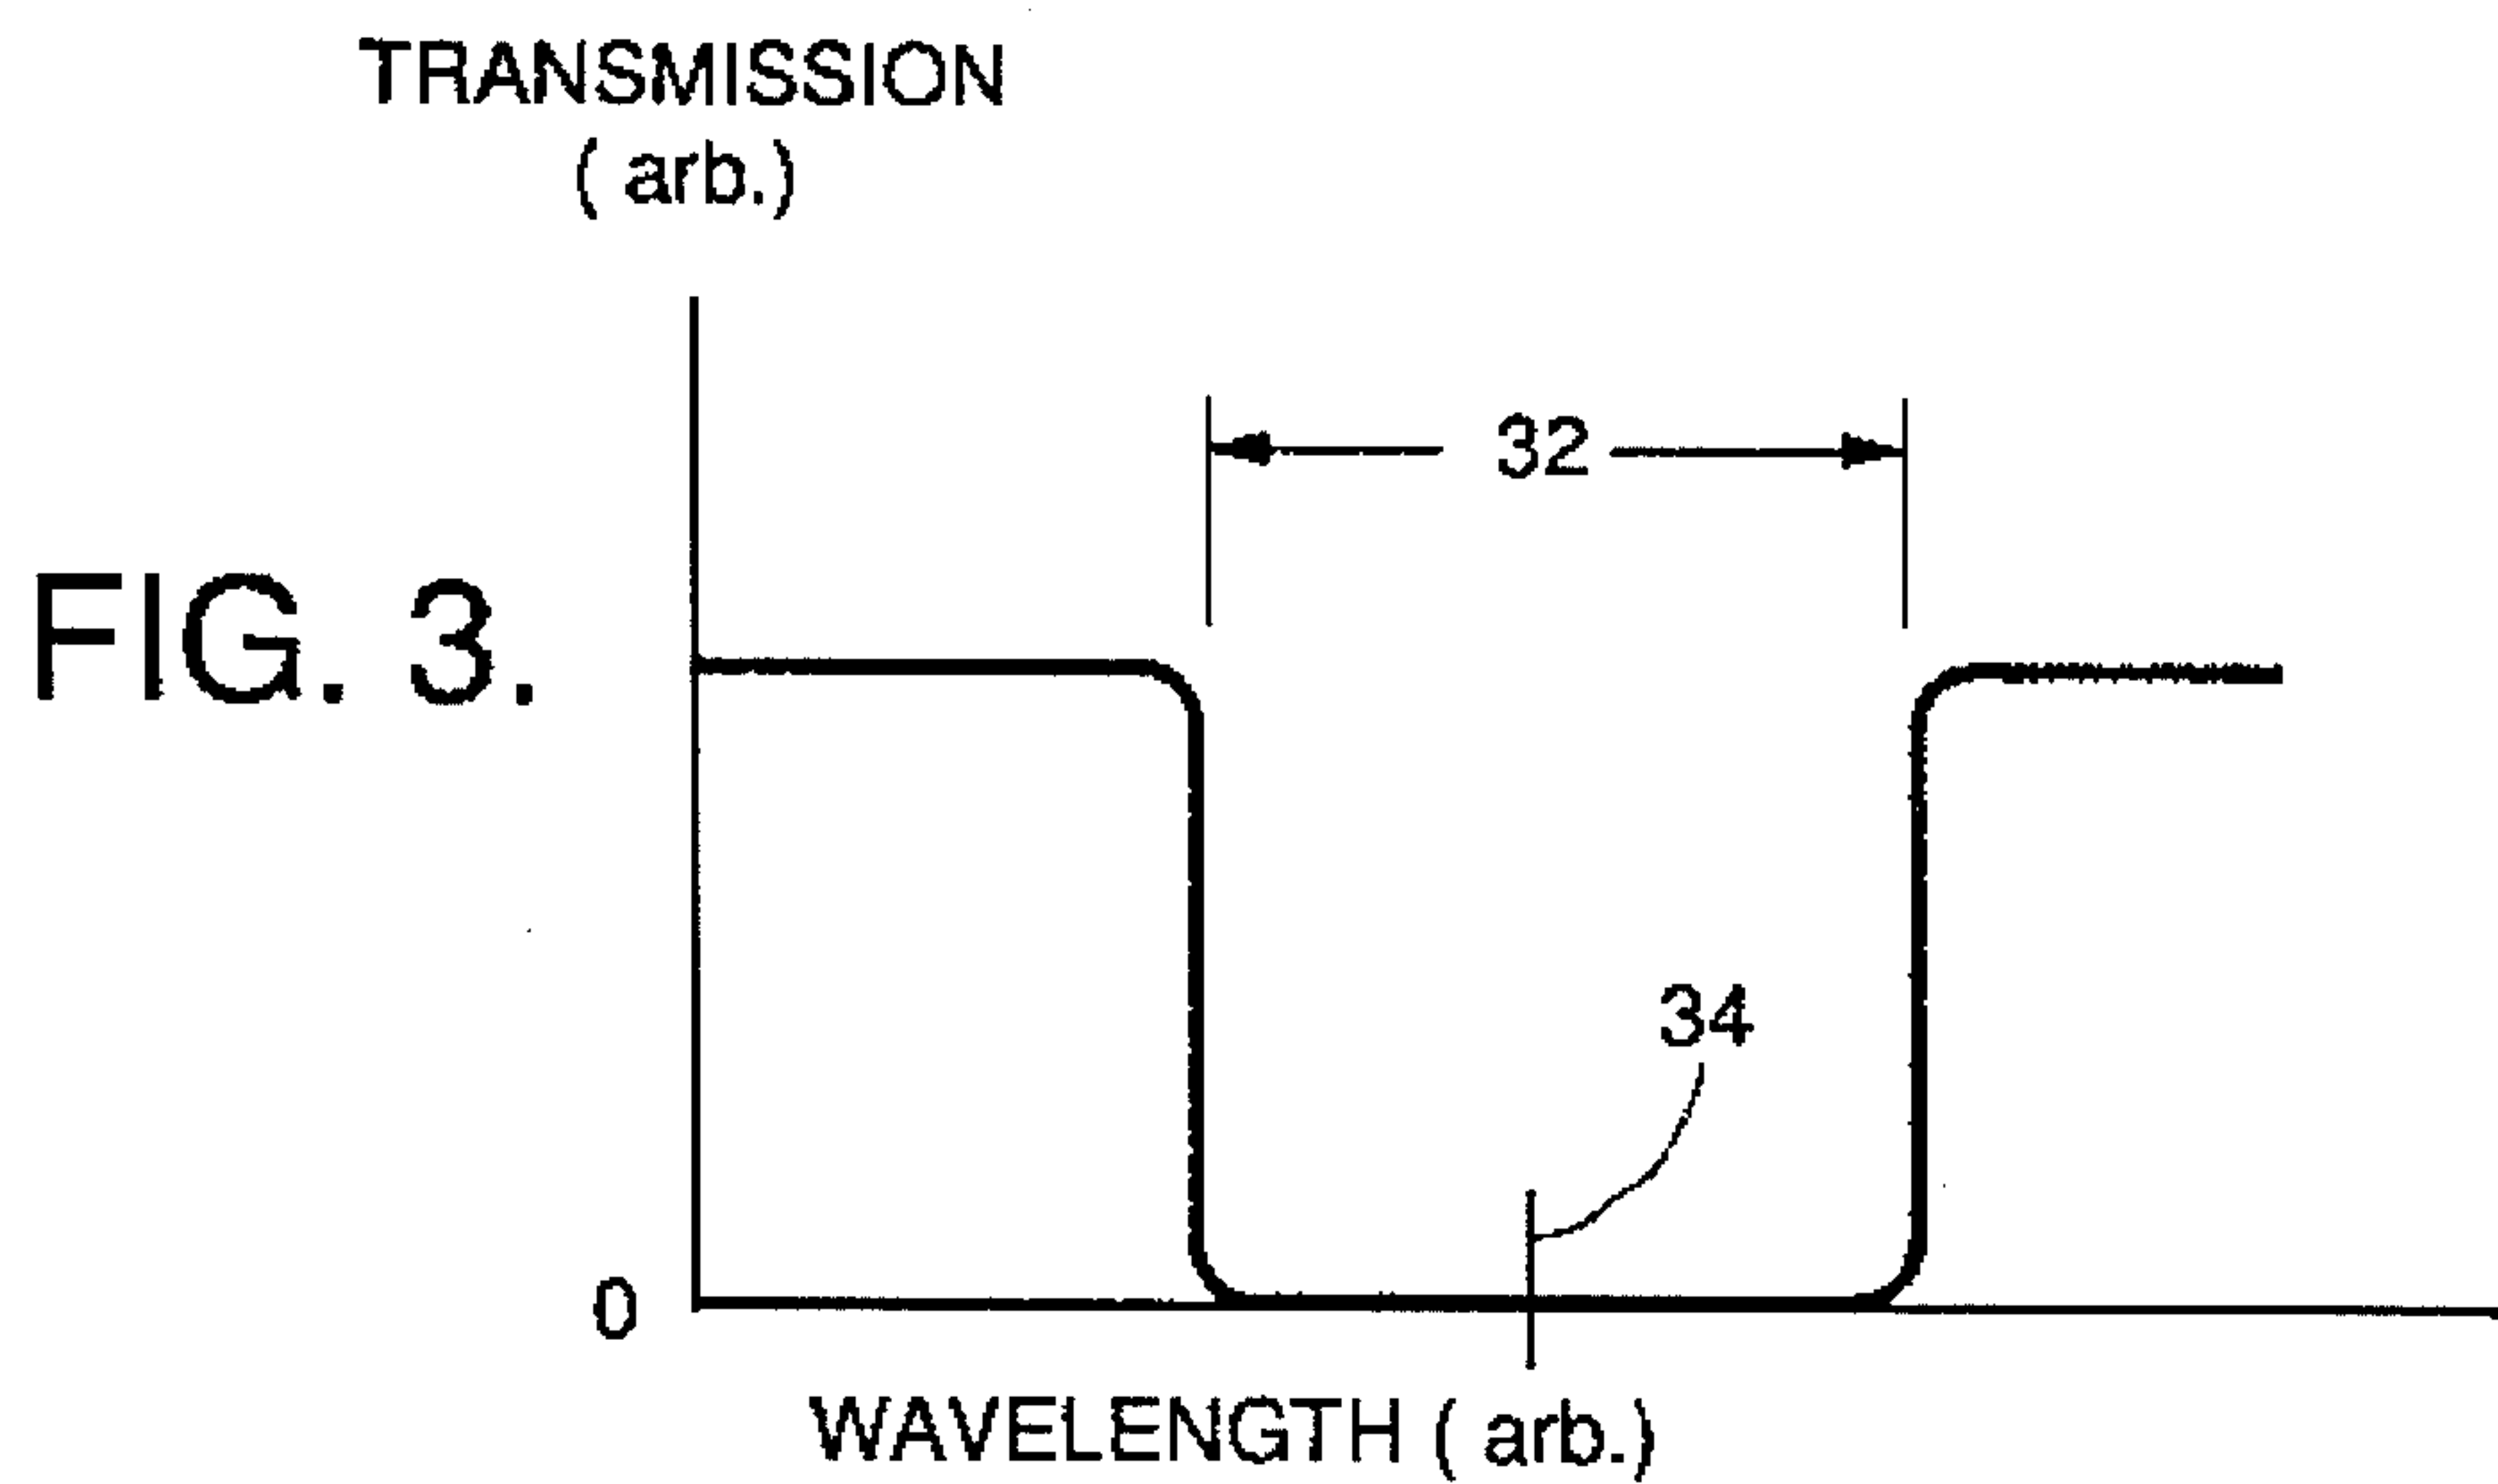 TRANSMISSION
( arb.)
32
FIG. 3.
34
0
WAVELENGTH ( arb.)